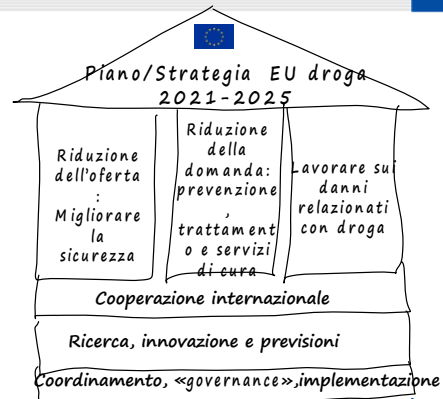 Piano/Strategia EU droga
2021-2025
Riduzione
dell'oferta
:
Migliorare
la
sicurezza
Riduzione
della
domanda:
prevenzione
,
trattament
o e servizi
di cura
Lavorare sui
danni
relazionati
con droga
Cooperazione internazionale
Ricerca, innovazione e previsioni
Coordinamento, «governance»,implementazione